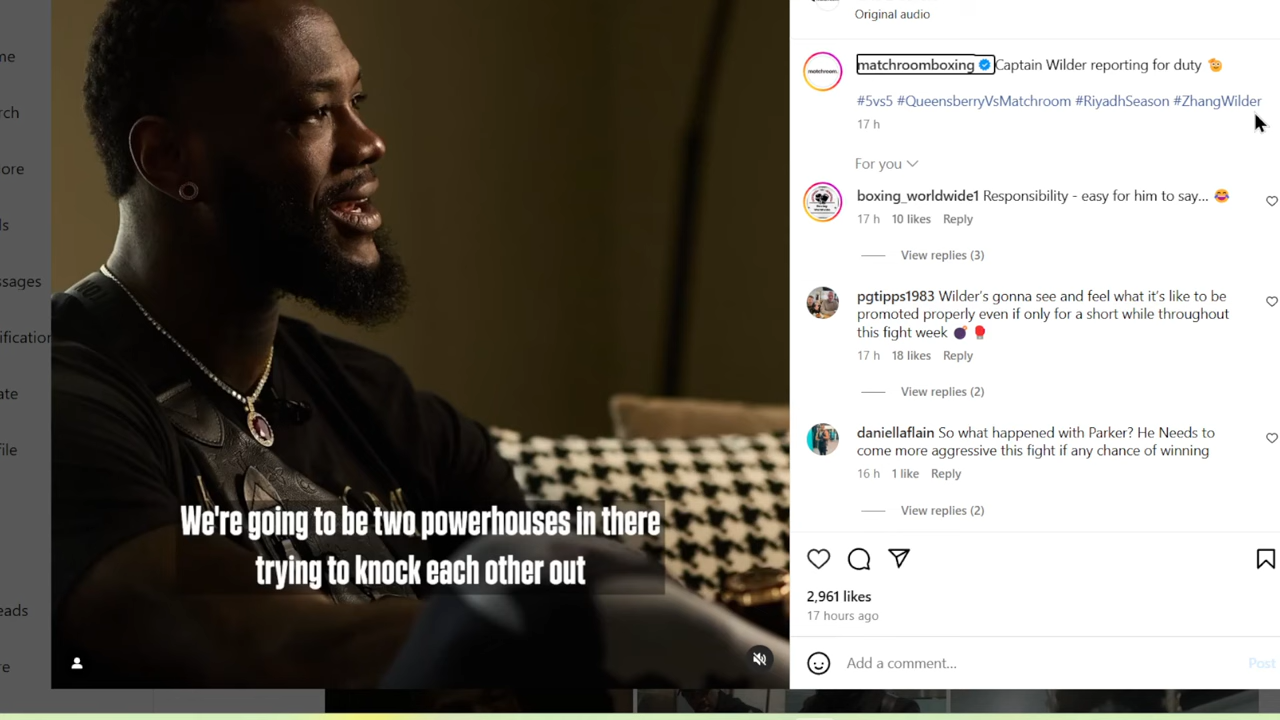 Original audio
matchroomboxing Captain Wilder reporting for duty 🫡
#5vs5 #QueensberryVsMatchroom #RiyadhSeason #ZhangWilder
17 h
For you
boxing_worldwide1 Responsibility - easy for him to say... 😂
17 h 10 likes Reply
View replies (3)
pgtipps1983 Wilder's gonna see and feel what it's like to be
promoted properly even if only for a short while throughout
this fight week 💣 🥊
17 h 18 likes Reply
View replies (2)
daniellaflain So what happened with Parker? He Needs to
come more aggressive this fight if any chance of winning
16 h 1 like Reply
View replies (2)
2,961 likes
17 hours ago
Add a comment...
Post
We're going to be two powerhouses in there
trying to knock each other out
me
rch
ore
ls
ssages
tification
ate
file
eads
re
matchroom.